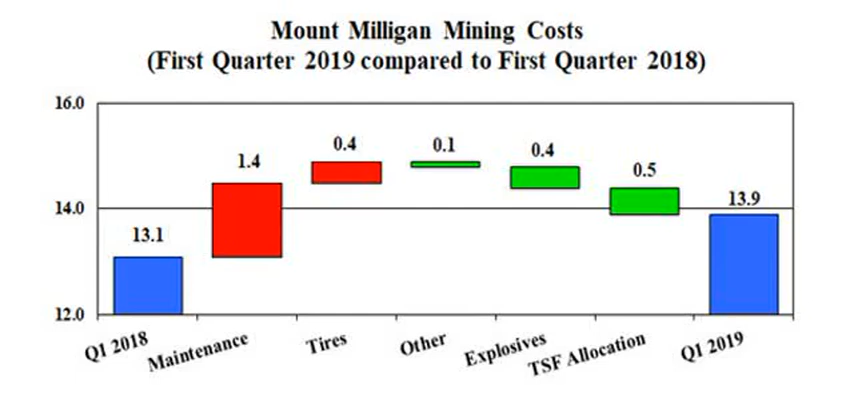 Mount Milligan Mining Costs
(First Quarter 2019 compared to First Quarter 2018)
16.0
14.0
12.0
13.1
1.4
0.4
0.1
0.4
0.5
13.9
Q1 2018
Maintenance
Tires
Other
Explosives
TSF Allocation
Q1 2019